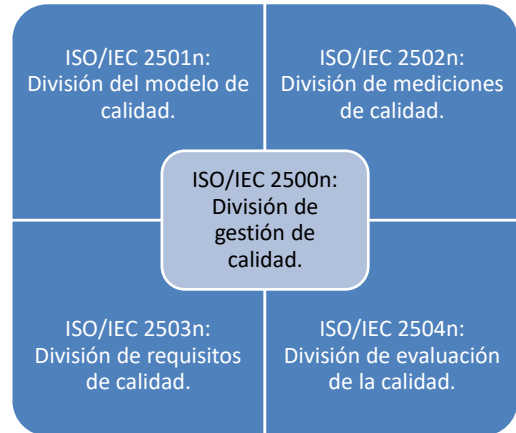 ISO/IEC 2501n:
División del modelo de
calidad.
ISO/IEC 2502n:
División de mediciones
de calidad.
ISO/IEC 2500n:
División de
gestión de
calidad.
ISO/IEC 2503n:
División de requisitos
de calidad.
ISO/IEC 2504n:
División de evaluación
de la calidad.